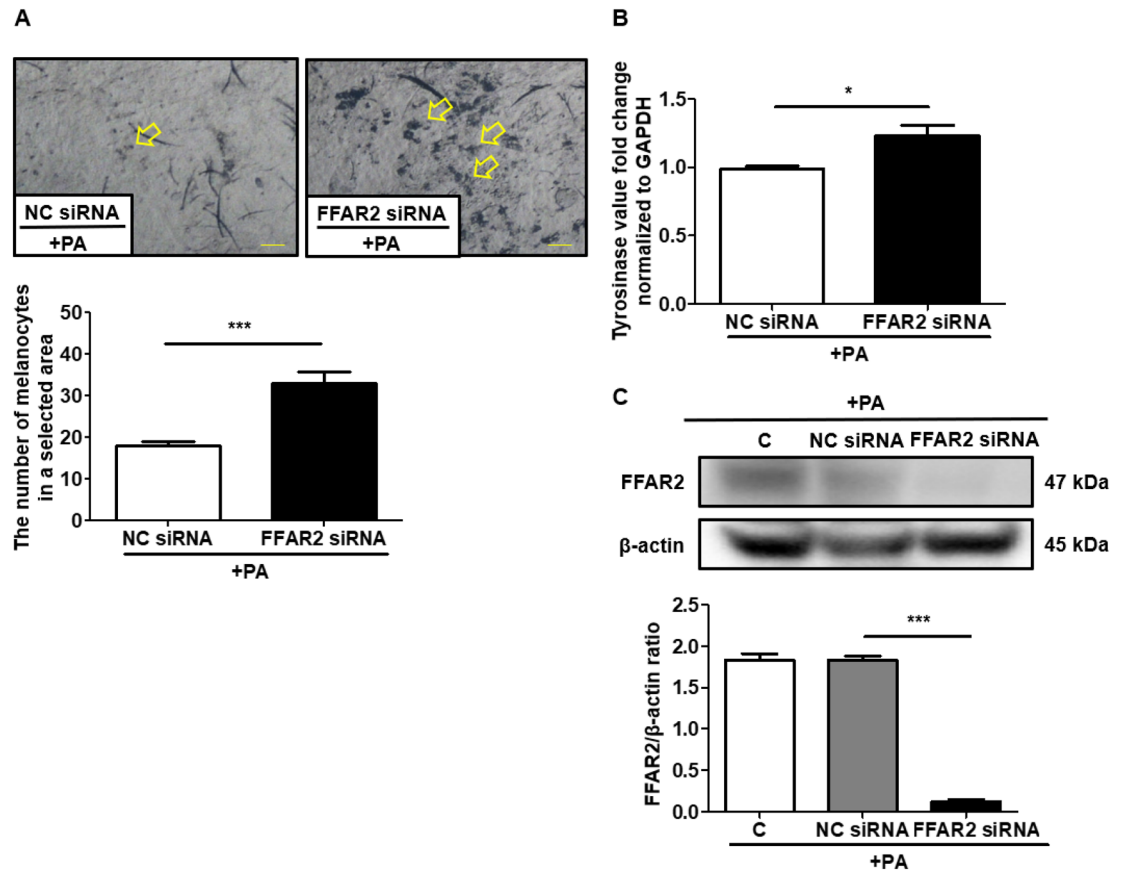 A
NC siRNA
+PA
FFAR2 siRNA
+PA
The number of melanocytes
in a selected area
50
40
30
20
10
0
***
NC siRNA FFAR2 siRNA
+PA
B
Tyrosinase value fold change
normalized to GAPDH
1.5
1.0
0.5
0.0
*
NC siRNA FFAR2 siRNA
+PA
C
+PA
C NC siRNA FFAR2 siRNA
FFAR2 47 kDa
β-actin 45 kDa
FFAR2/β-actin ratio
2.5
2.0
1.5
1.0
0.5
0.0
***
C NC siRNA FFAR2 siRNA
+PA